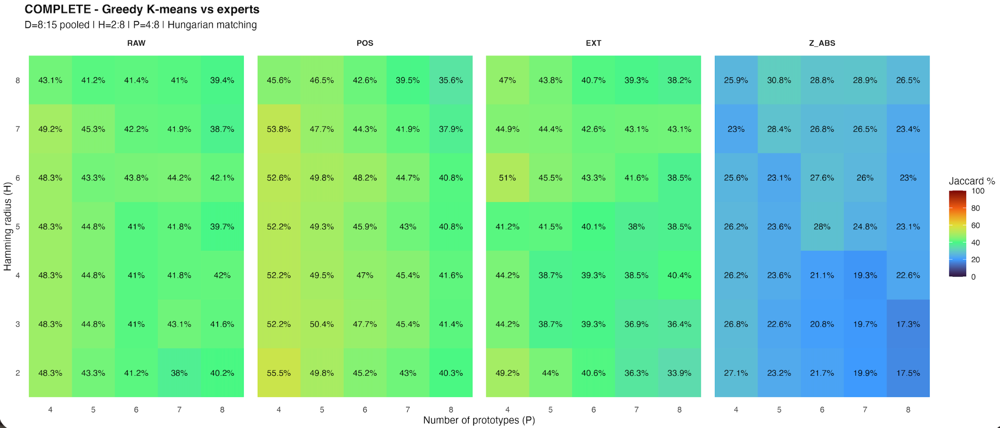 COMPLETE - Greedy K-means vs experts
D=8:15 pooled | H=2:8 | P=4:8 | Hungarian matching
RAW POS EXT Z_ABS
8 43.1% 41.2% 41.4% 41% 39.4% 45.6% 46.5% 42.6% 39.5% 35.6% 47% 43.8% 40.7% 39.3% 38.2% 25.9% 30.8% 28.8% 28.9% 26.5%
7 49.2% 45.3% 42.2% 41.9% 38.7% 53.8% 47.7% 44.3% 41.9% 37.9% 44.9% 44.4% 42.6% 43.1% 43.1% 23% 28.4% 26.8% 26.5% 23.4%
6 48.3% 43.3% 43.8% 44.2% 42.1% 52.6% 49.8% 48.2% 44.7% 40.8% 51% 45.5% 43.3% 41.6% 38.5% 25.6% 23.1% 27.6% 26% 23%
5 48.3% 44.8% 41% 41.8% 39.7% 52.2% 49.3% 45.9% 43% 40.8% 41.2% 41.5% 40.1% 38% 38.5% 26.2% 23.6% 28% 24.8% 23.1%
4 48.3% 44.8% 41% 41.8% 42% 52.2% 49.5% 47% 45.4% 41.6% 44.2% 38.7% 39.3% 38.5% 40.4% 26.2% 23.6% 21.1% 19.3% 22.6%
3 48.3% 44.8% 41% 43.1% 41.6% 52.2% 50.4% 47.7% 45.4% 41.4% 44.2% 38.7% 39.3% 36.9% 36.4% 26.8% 22.6% 20.8% 19.7% 17.3%
2 48.3% 43.3% 41.2% 38% 40.2% 55.5% 49.8% 45.2% 43% 40.3% 49.2% 44% 40.6% 36.3% 33.9% 27.1% 23.2% 21.7% 19.9% 17.5%
4 5 6 7 8 4 5 6 7 8 4 5 6 7 8 4 5 6 7 8
Number of prototypes (P)
Hamming radius (H)
Jaccard %
100
80
60
40
20
0